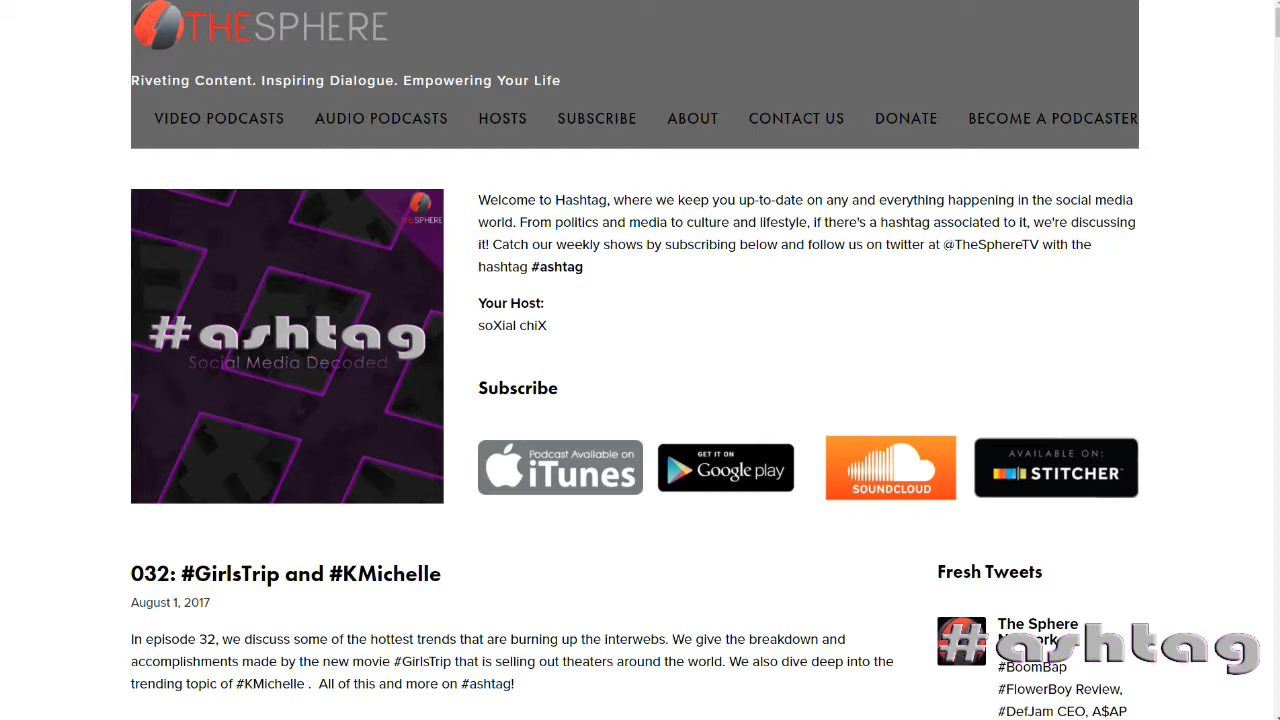 THESPHERE
Riveting Content. Inspiring Dialogue. Empowering Your Life
VIDEO PODCASTS AUDIO PODCASTS HOSTS SUBSCRIBE ABOUT CONTACT US DONATE BECOME A PODCASTER
THESPHERE
#ashtag
Social Media Decoded
Welcome to Hashtag, where we keep you up-to-date on any and everything happening in the social media
world. From politics and media to culture and lifestyle, if there's a hashtag associated to it, we're discussing
it! Catch our weekly shows by subscribing below and follow us on twitter at @TheSphereTV with the
hashtag #ashtag
Your Host:
soXial chiX
Subscribe
Podcast Available on
iTunes
GET IT ON
Google play
SOUNDCLOUD
AVAILABLE ON:
STITCHER™
032: #GirlsTrip and #KMichelle
August 1, 2017
In episode 32, we discuss some of the hottest trends that are burning up the interwebs. We give the breakdown and
accomplishments made by the new movie #GirlsTrip that is selling out theaters around the world. We also dive deep into the
trending topic of #KMichelle . All of this and more on #ashtag!
Fresh Tweets
The Sphere
#ashtag
#BoomBap
#FlowerBoy Review,
#DefJam CEO, A$AP